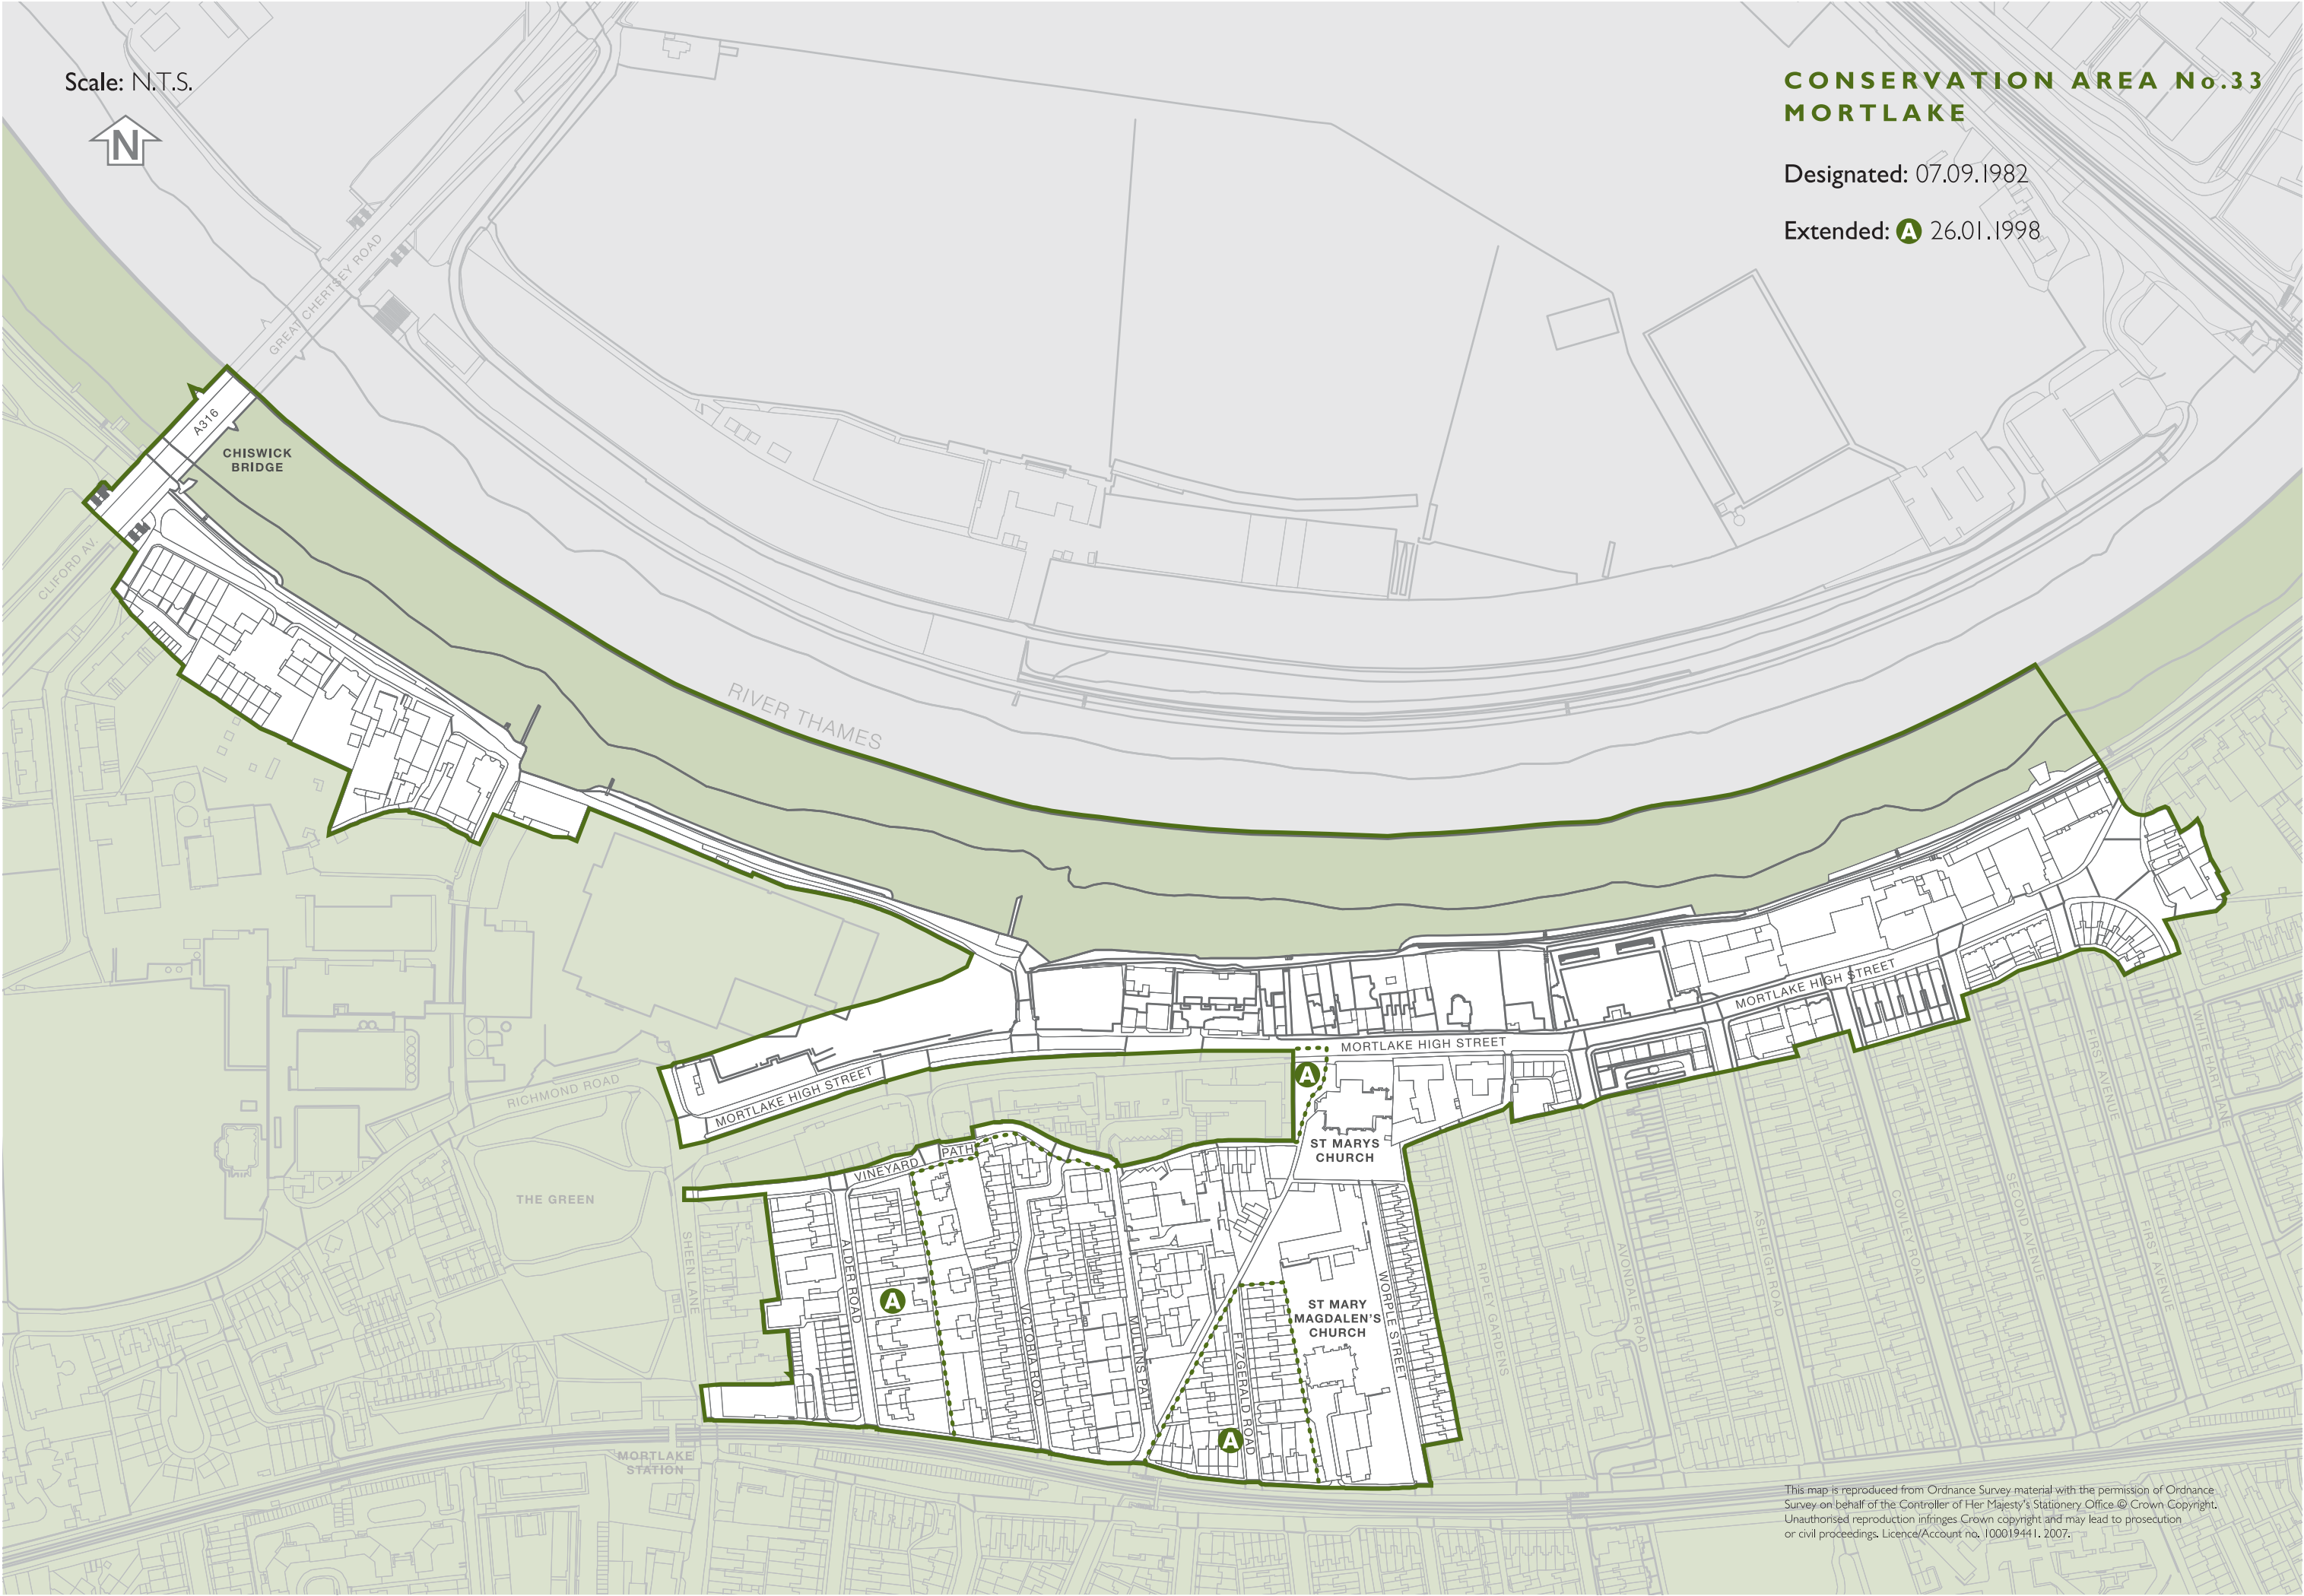 Scale: N.T.S.
N
CONSERVATION AREA No.33
MORTLAKE
Designated: 07.09.1982
Extended: A 26.01.1998
GREAT CHERTSEY ROAD
A316
CHISWICK
BRIDGE
CLIFORD AV.
RIVER THAMES
MORTLAKE HIGH STREET
MORTLAKE HIGH STREET
MORTLAKE HIGH STREET
A
RICHMOND ROAD
ST MARYS
CHURCH
VINEYARD PATH
THE GREEN
SHEEN LANE
ALDER ROAD
A
VICTORIA ROAD
MULLINS PATH
FITZGERALD ROAD
A
ST MARY
MAGDALEN'S
CHURCH
WORPLE STREET
RIPLEY GARDENS
AVONDALE ROAD
ASHLEIGH ROAD
COWLEY ROAD
SECOND AVENUE
FIRST AVENUE
FIRST AVENUE
WHITE HART LANE
MORTLAKE
STATION
This map is reproduced from Ordnance Survey material with the permission of Ordnance
Survey on behalf of the Controller of Her Majesty's Stationery Office © Crown Copyright.
Unauthorised reproduction infringes Crown copyright and may lead to prosecution
or civil proceedings. Licence/Account no. 100019441. 2007.